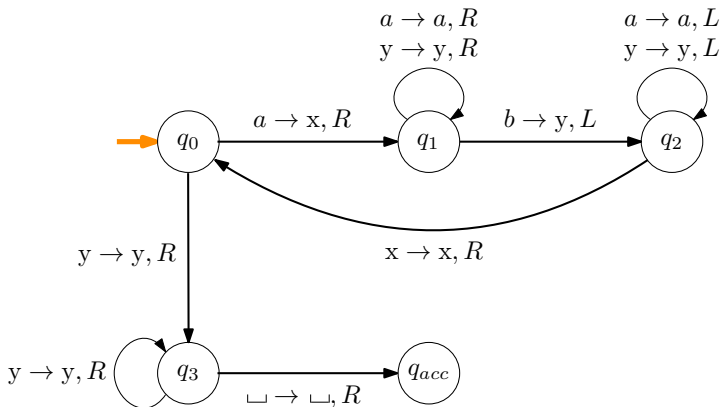 a → a, R
y → y, R
a → a, L
y → y, L
q₀
a → x, R
q₁
b → y, L
q₂
y → y, R
x → x, R
y → y, R
q₃
␣ → ␣, R
qₐcc